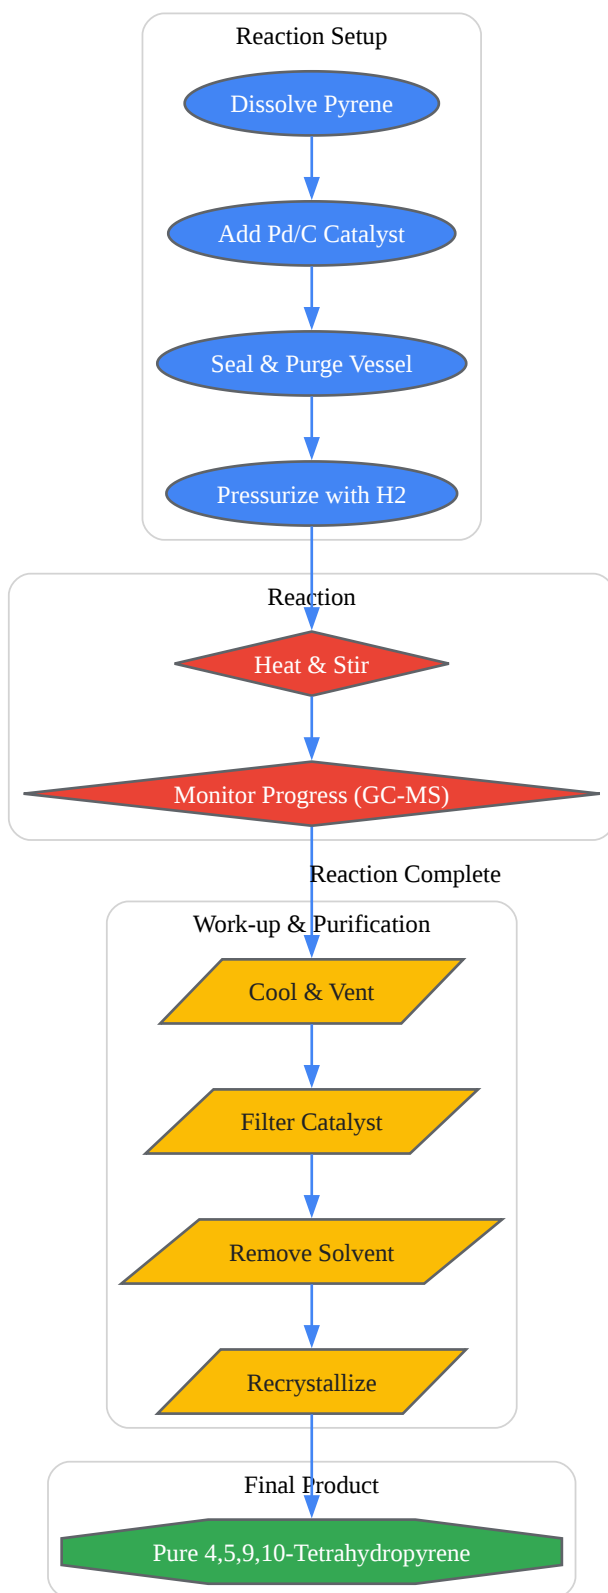 Reaction Setup
Dissolve Pyrene
Add Pd/C Catalyst
Seal & Purge Vessel
Pressurize with H2
Reaction
Heat & Stir
Monitor Progress (GC-MS)
Reaction Complete
Work-up & Purification
Cool & Vent
Filter Catalyst
Remove Solvent
Recrystallize
Final Product
Pure 4,5,9,10-Tetrahydropyrene